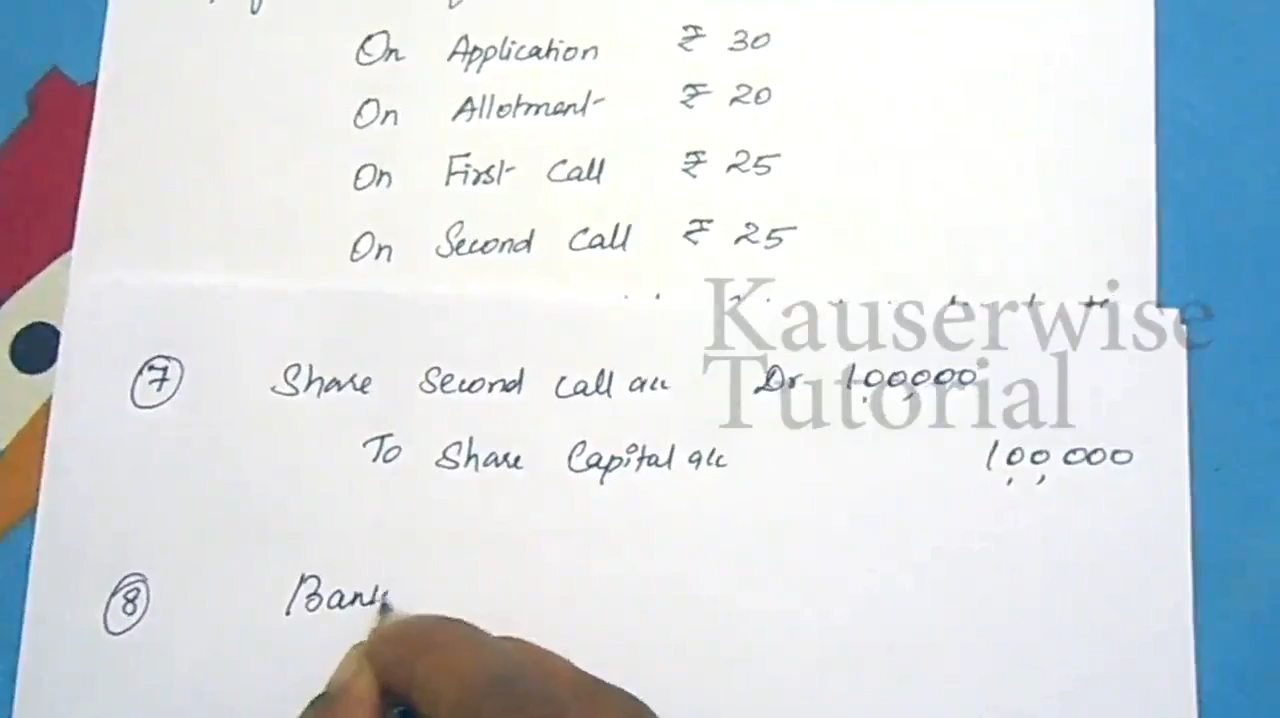 On Application ₹ 30
On Allotment ₹ 20
On First Call ₹ 25
On Second Call ₹ 25
Kauserwise
Tutorial
7 Share Second Call a/c Dr 1,00,000
To Share Capital a/c 1,00,000
8 Bank